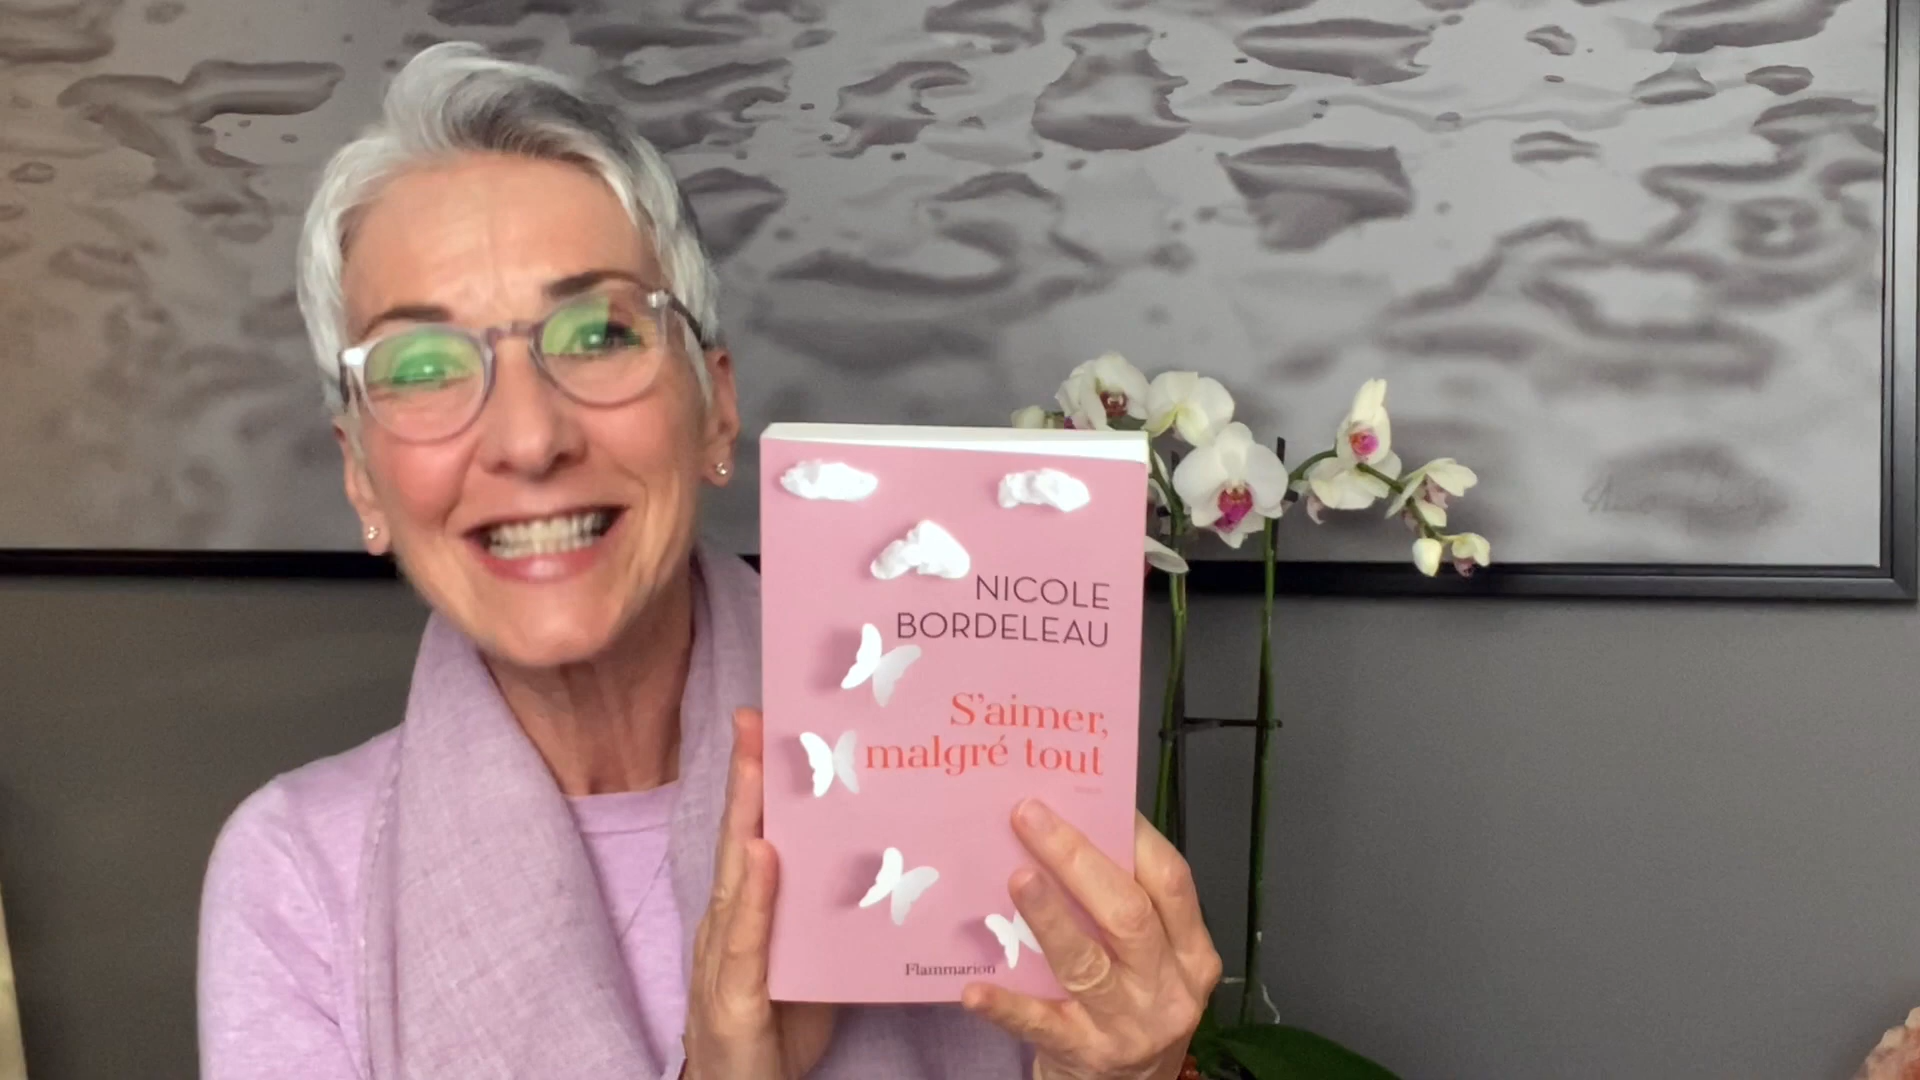 NICOLE
BORDELEAU
S'aimer,
malgré tout
Flammarion